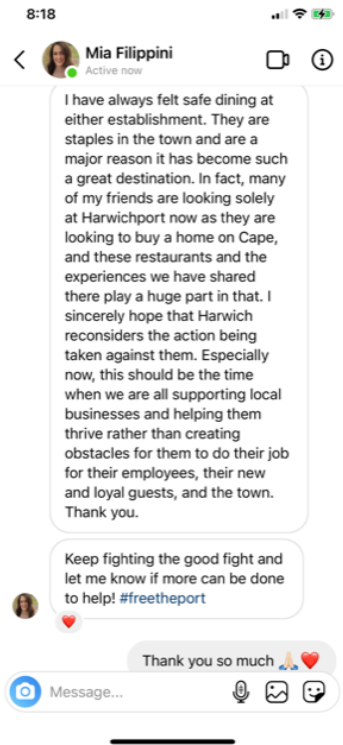 8:18
Mia Filippini
Active now
I have always felt safe dining at
either establishment. They are
staples in the town and are a
major reason it has become such
a great destination. In fact, many
of my friends are looking solely
at Harwichport now as they are
looking to buy a home on Cape,
and these restaurants and the
experiences we have shared
there play a huge part in that. I
sincerely hope that Harwich
reconsiders the action being
taken against them. Especially
now, this should be the time
when we are all supporting local
businesses and helping them
thrive rather than creating
obstacles for them to do their job
for their employees, their new
and loyal guests, and the town.
Thank you.
Keep fighting the good fight and
let me know if more can be done
to help! #freetheport
Thank you so much 🙏🏻❤️
Message...